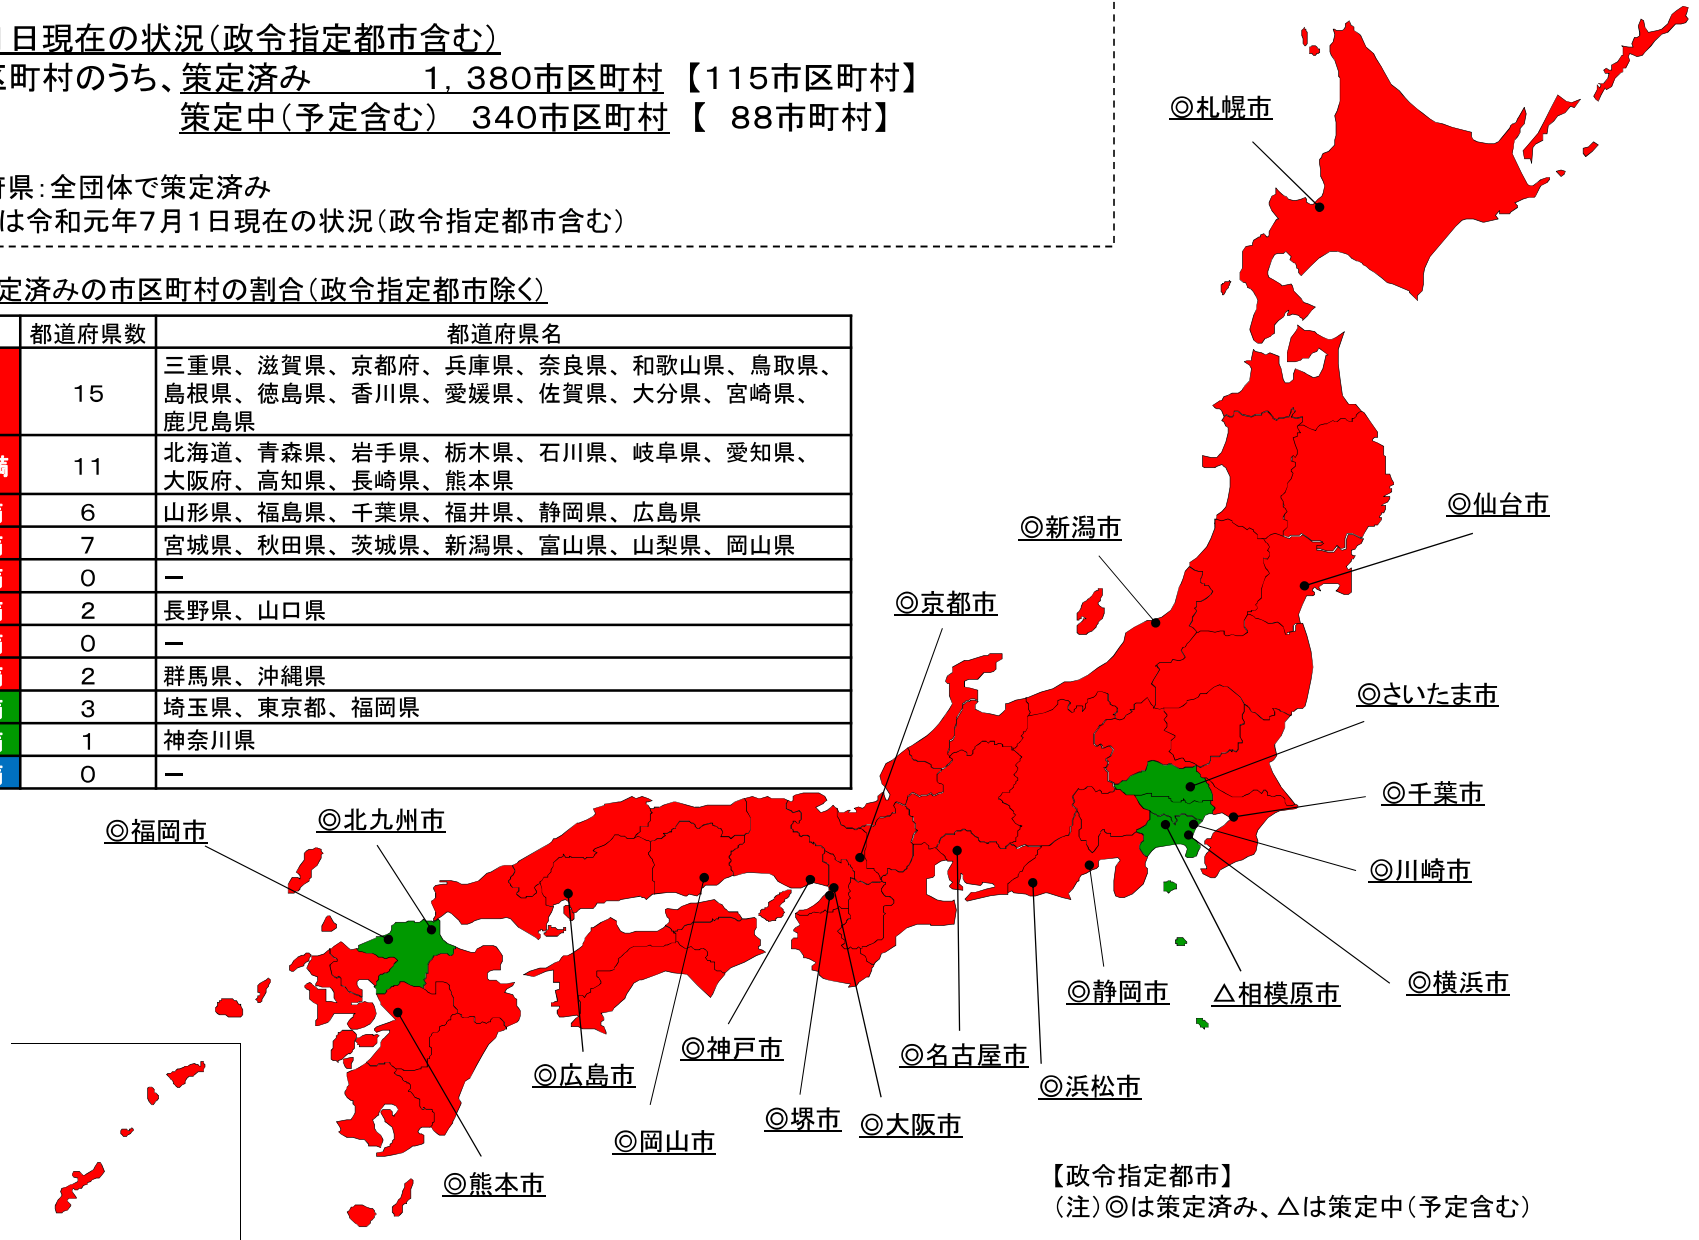 日現在の状況（政令指定都市含む）
区町村のうち、策定済み　１，３８０市区町村　【１１５市区町村】
策定中（予定含む）　３４０市区町村　【　８８市町村】
府県：全団体で策定済み
は令和元年７月１日現在の状況（政令指定都市含む）
定済みの市区町村の割合（政令指定都市除く）
都道府県数　都道府県名
１５　三重県、滋賀県、京都府、兵庫県、奈良県、和歌山県、鳥取県、
島根県、徳島県、香川県、愛媛県、佐賀県、大分県、宮崎県、
鹿児島県
満　１１　北海道、青森県、岩手県、栃木県、石川県、岐阜県、愛知県、
大阪府、高知県、長崎県、熊本県
６　山形県、福島県、千葉県、福井県、静岡県、広島県
７　宮城県、秋田県、茨城県、新潟県、富山県、山梨県、岡山県
０　－
２　長野県、山口県
０　－
２　群馬県、沖縄県
３　埼玉県、東京都、福岡県
１　神奈川県
０　－
◎札幌市
◎仙台市
◎新潟市
◎京都市
◎さいたま市
◎千葉市
◎北九州市
◎福岡市
◎川崎市
◎横浜市
◎静岡市
△相模原市
◎神戸市
◎名古屋市
◎広島市
◎浜松市
◎堺市
◎大阪市
◎岡山市
◎熊本市
【政令指定都市】
（注）◎は策定済み、△は策定中（予定含む）